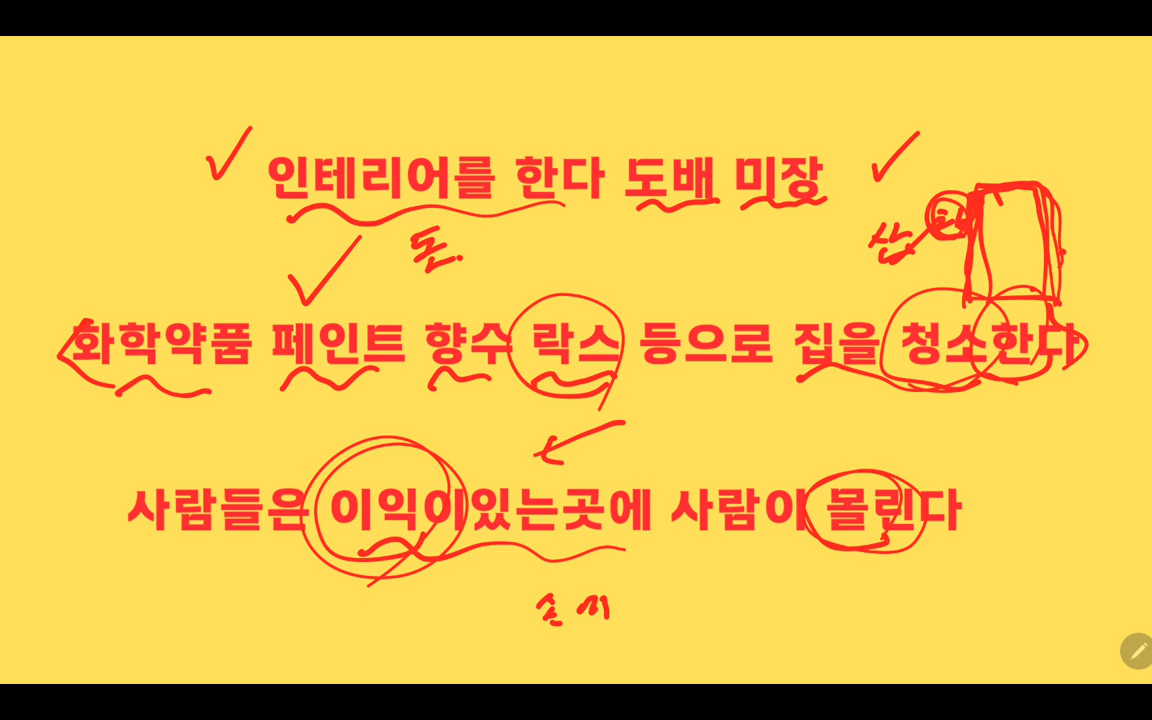 인테리어를 한다 도배 미장
돈.
화학약품 페인트 향수 락스 등으로 집을 청소한다
사람들은 이익이있는곳에 사람이 몰린다